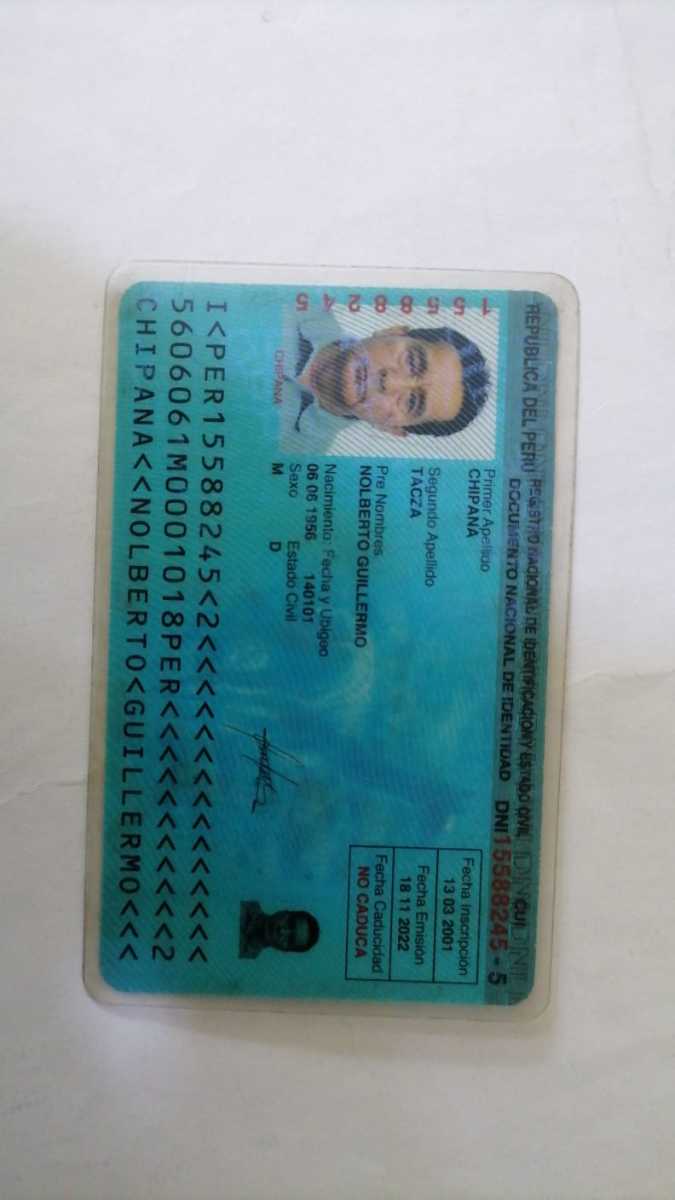 REPUBLICA DEL PERU REGISTRO NACIONAL DE IDENTIFICACION Y ESTADO CIVIL
DOCUMENTO NACIONAL DE IDENTIDAD DNI 15588245 - 5
CUI
Primer Apellido
CHIPANA
Segundo Apellido
TACZA
Pre Nombres
NOLBERTO GUILLERMO
Nacimiento: Fecha y Ubigeo
06 06 1956 140101
Sexo Estado Civil
M D
Fecha Inscripción
13 03 2001
Fecha Emisión
18 11 2022
Fecha Caducidad
NO CADUCA
15588245
CHIPANA
I<PER15588245<2<<<<<<<<<<<<<<<
5606061M0001018PER<<<<<<<<<<<2
CHIPANA<<NOLBERTO<GUILLERMO<<<